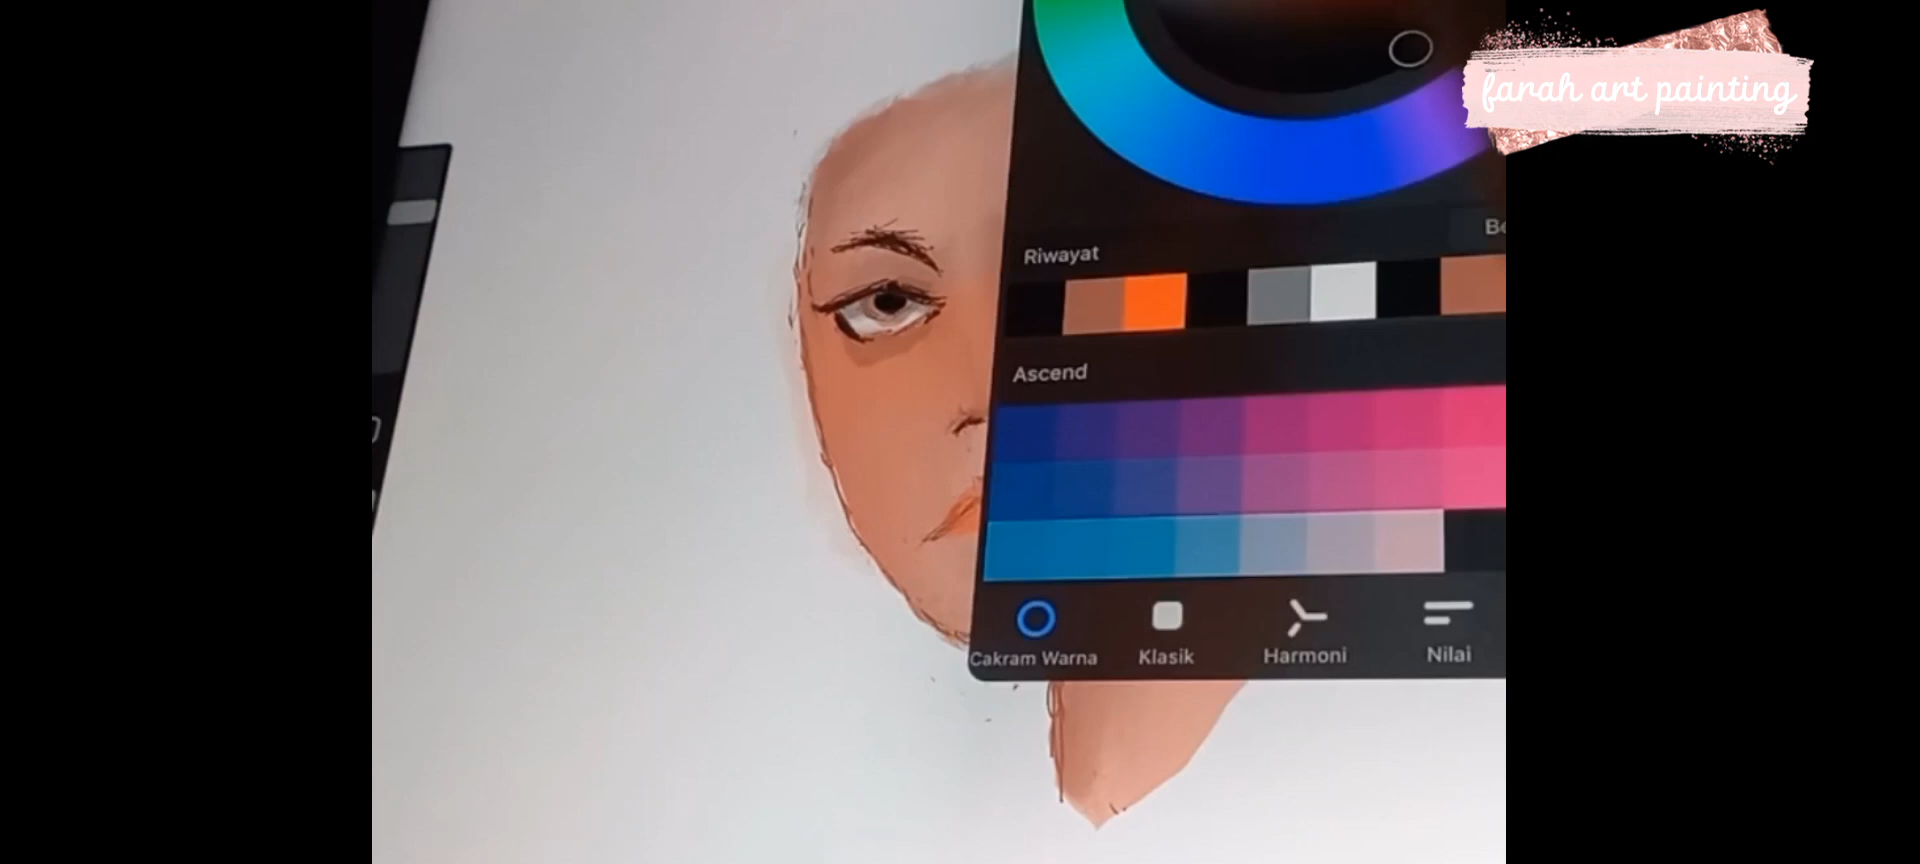 farah art painting
Riwayat
Ascend
Cakram Warna
Klasik
Harmoni
Nilai